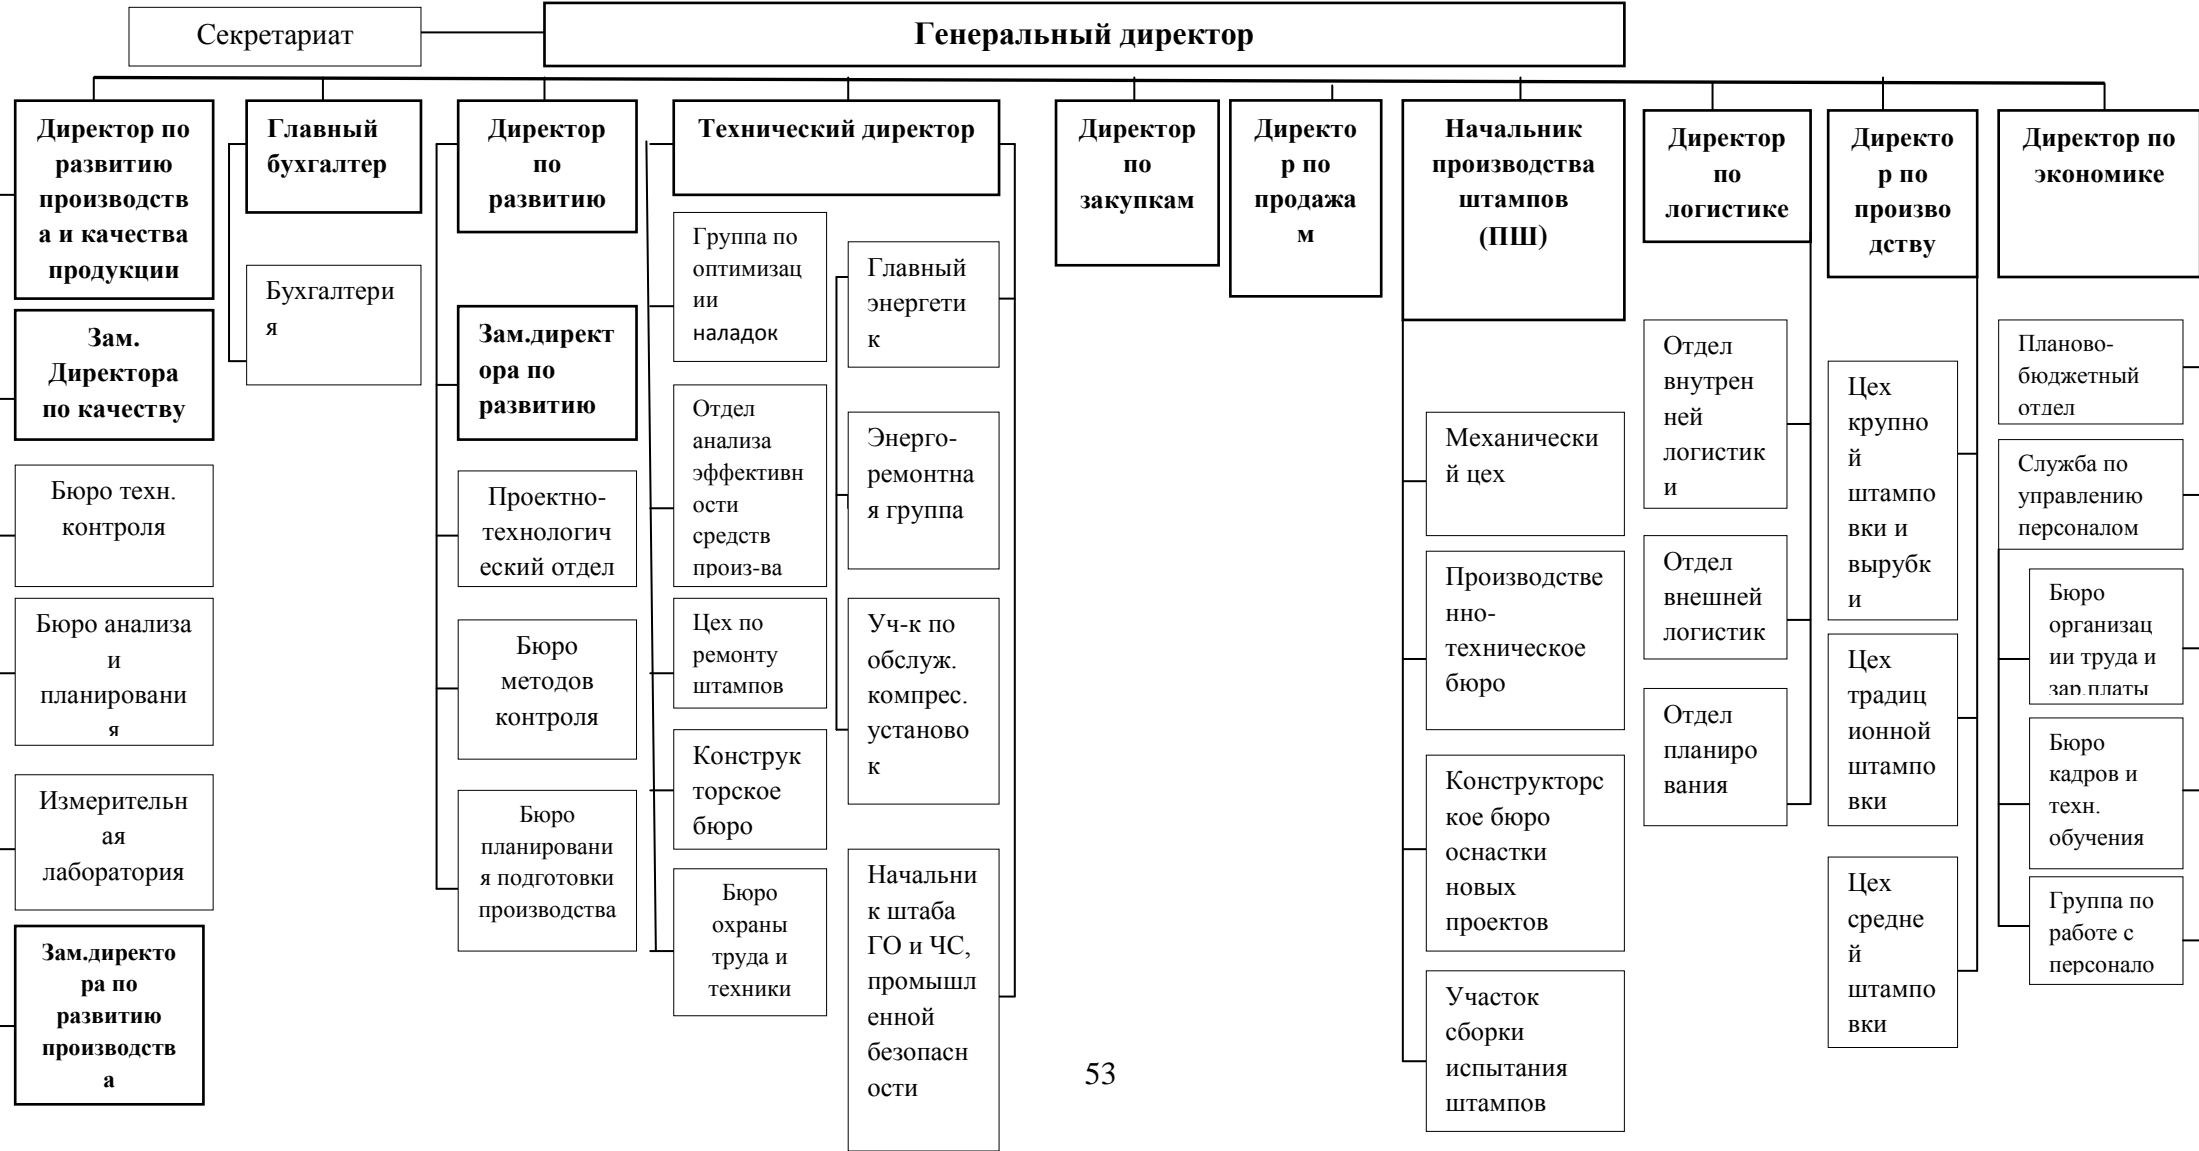 Секретариат
Генеральный директор
Директор по
развитию
производств
а и качества
продукции
Зам.
Директора
по качеству
Бюро техн.
контроля
Бюро анализа
и
планировани
я
Измерительн
ая
лаборатория
Зам.директо
ра по
развитию
производств
а
Главный
бухгалтер
Бухгалтери
я
Директор
по
развитию
Зам.директ
ора по
развитию
Проектно-
технологич
еский отдел
Бюро
методов
контроля
Бюро
планировани
я подготовки
производства
Технический директор
Группа по
оптимизац
ии
наладок
Отдел
анализа
эффективн
ости
средств
произ-ва
Цех по
ремонту
штампов
Конструк
торское
бюро
Бюро
охраны
труда и
техники
Главный
энергети
к
Энерго-
ремонтна
я группа
Уч-к по
обслуж.
компрес.
установо
к
Начальни
к штаба
ГО и ЧС,
промышл
енной
безопасн
ости
Директор
по
закупкам
Директо
р по
продажа
м
Начальник
производства
штампов
(ПШ)
Механически
й цех
Производстве
нно-
техническое
бюро
Конструкторс
кое бюро
оснастки
новых
проектов
Участок
сборки
испытания
штампов
Директор
по
логистике
Отдел
внутрен
ней
логистик
и
Отдел
внешней
логистик
Отдел
планиро
вания
Директо
р по
произво
дству
Цех
крупно
й
штампо
вки и
вырубк
и
Цех
традиц
ионной
штампо
вки
Цех
средне
й
штампо
вки
Директор по
экономике
Планово-
бюджетный
отдел
Служба по
управлению
персоналом
Бюро
организац
ии труда и
зар.платы
Бюро
кадров и
техн.
обучения
Группа по
работе с
персонало
53